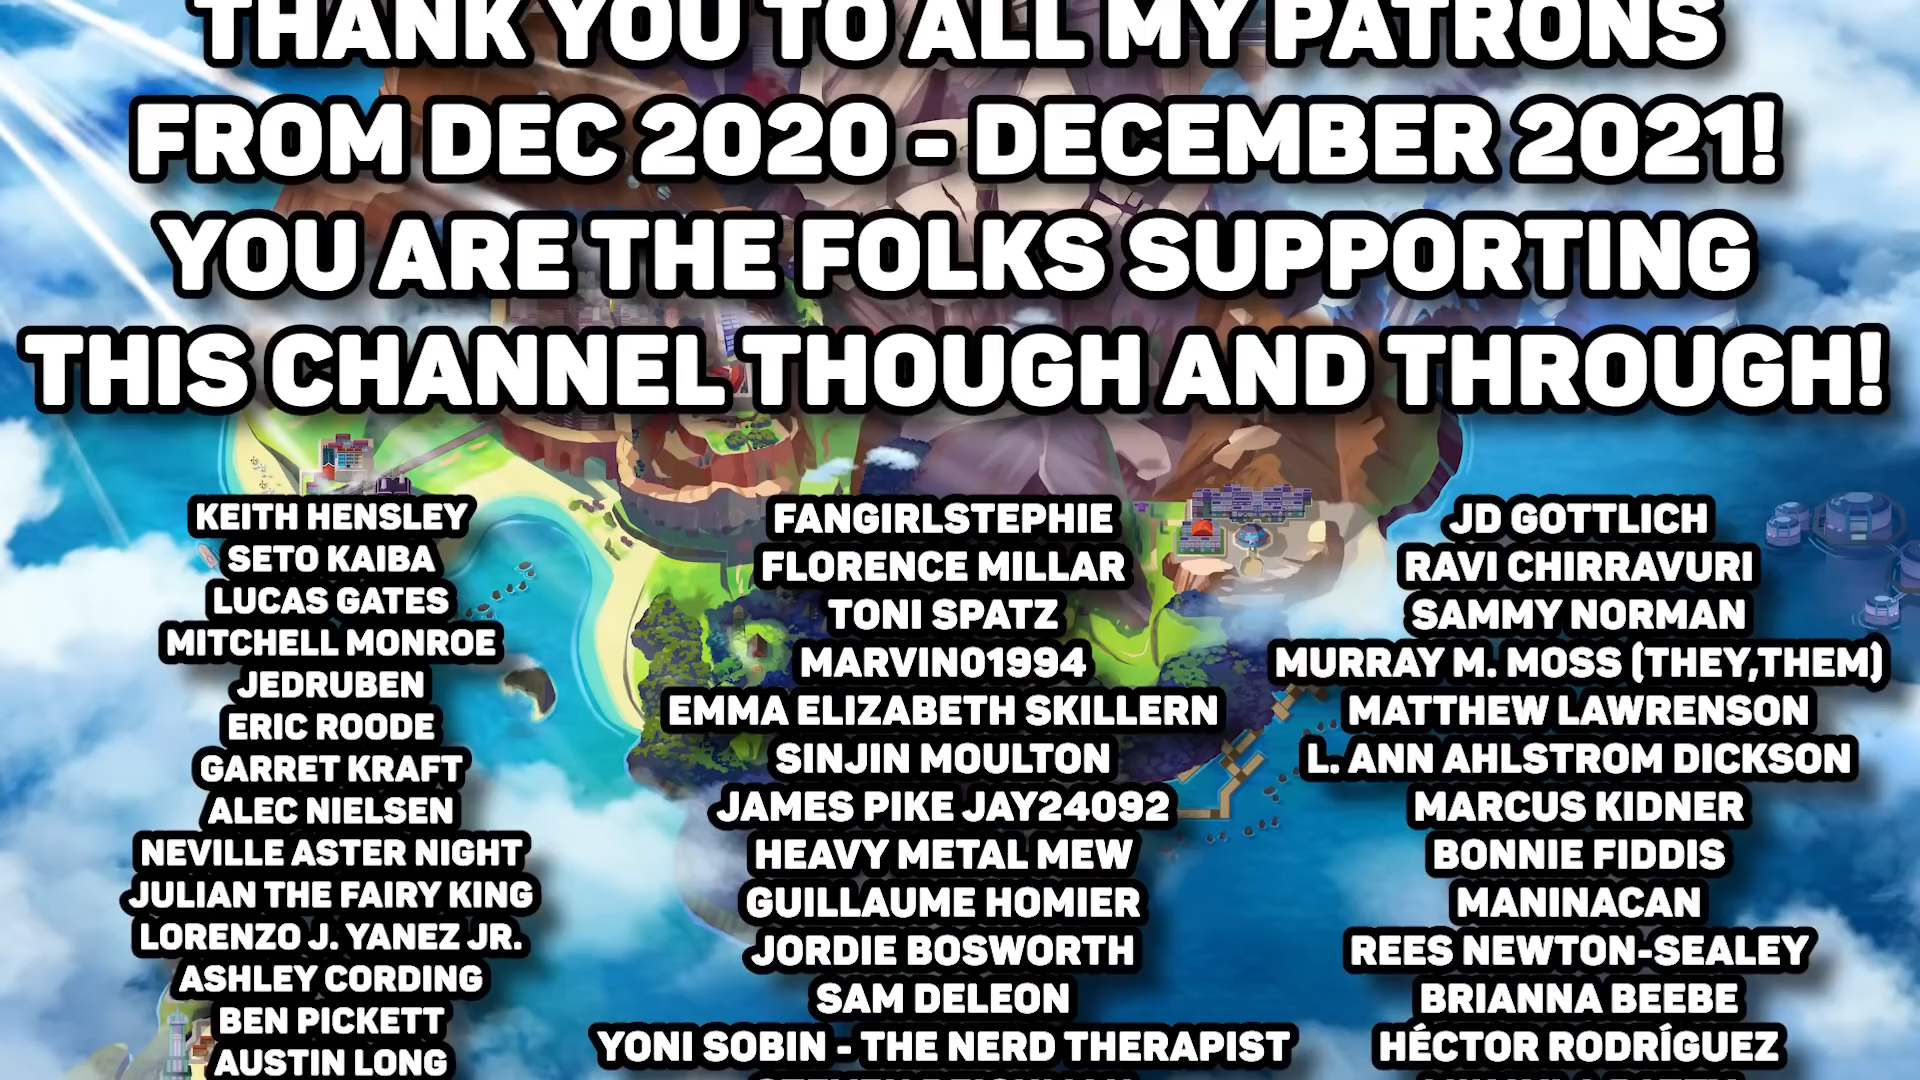 THANK YOU TO ALL MY PATRONS
FROM DEC 2020 - DECEMBER 2021!
YOU ARE THE FOLKS SUPPORTING
THIS CHANNEL THOUGH AND THROUGH!
KEITH HENSLEY
SETO KAIBA
LUCAS GATES
MITCHELL MONROE
JEDRUBEN
ERIC ROODE
GARRET KRAFT
ALEC NIELSEN
NEVILLE ASTER NIGHT
JULIAN THE FAIRY KING
LORENZO J. YANEZ JR.
ASHLEY CORDING
BEN PICKETT
AUSTIN LONG
FANGIRLSTEPHIE
FLORENCE MILLAR
TONI SPATZ
MARVIN01994
EMMA ELIZABETH SKILLERN
SINJIN MOULTON
JAMES PIKE JAY24092
HEAVY METAL MEW
GUILLAUME HOMIER
JORDIE BOSWORTH
SAM DELEON
YONI SOBIN - THE NERD THERAPIST
JD GOTTLICH
RAVI CHIRRAVURI
SAMMY NORMAN
MURRAY M. MOSS (THEY,THEM)
MATTHEW LAWRENSON
L. ANN AHLSTROM DICKSON
MARCUS KIDNER
BONNIE FIDDIS
MANINACAN
REES NEWTON-SEALEY
BRIANNA BEEBE
HÉCTOR RODRÍGUEZ